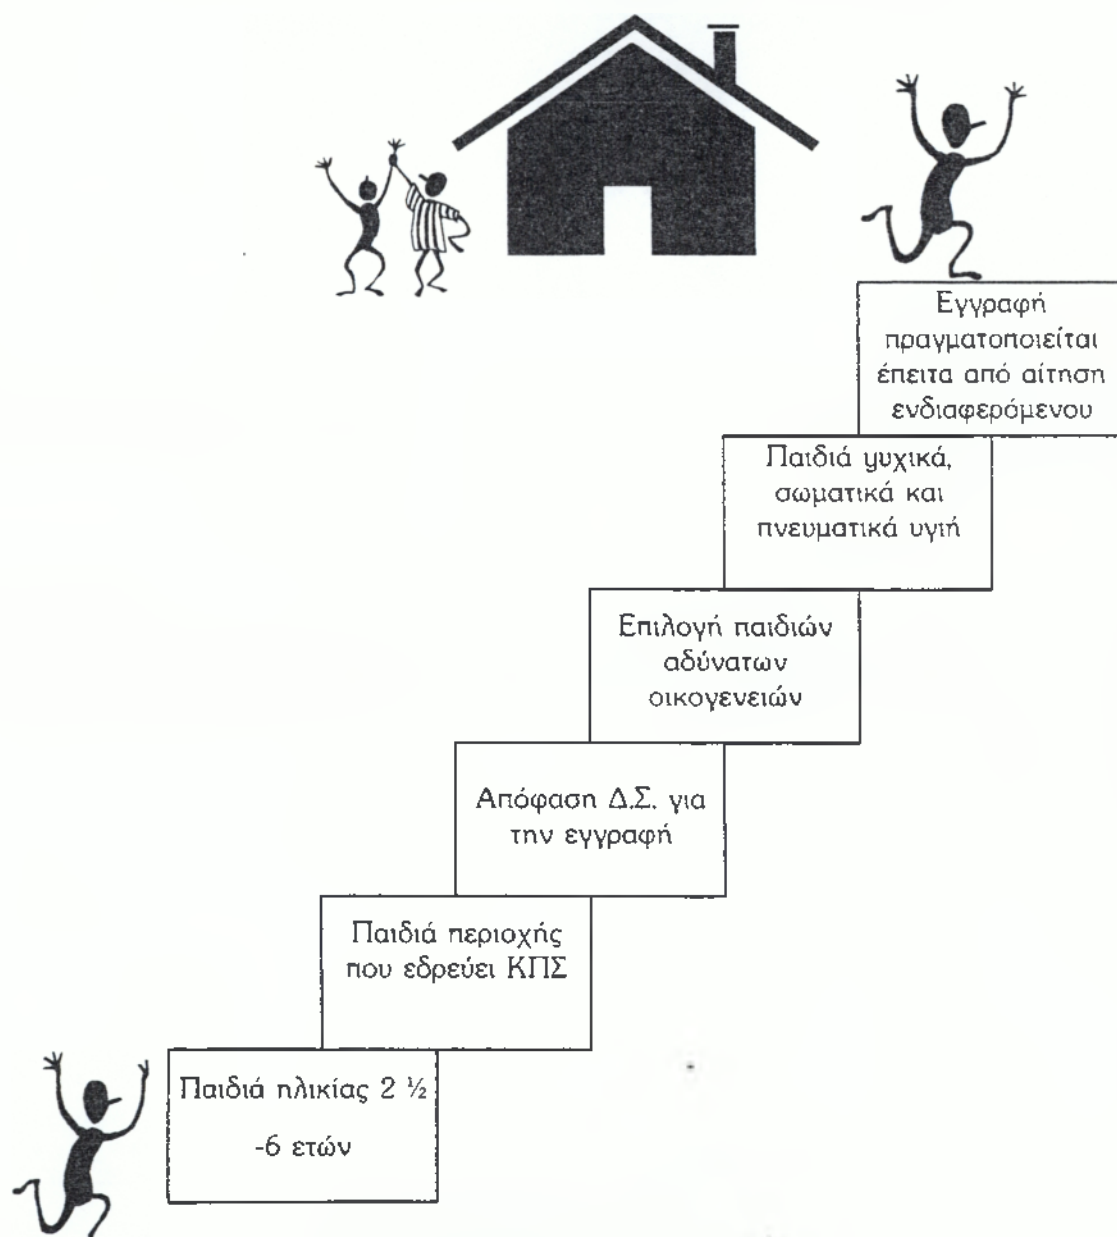 Εγγραφή
πραγματοποιείται
έπειτα από αίτηση
ενδιαφερόμενου
Παιδιά ψυχικά,
σωματικά και
πνευματικά υγιή
Επιλογή παιδιών
αδύνατων
οικογενειών
Απόφαση Δ.Σ. για
την εγγραφή
Παιδιά περιοχής
που εδρεύει ΚΠΣ
Παιδιά ηλικίας 2 ½
-6 ετών